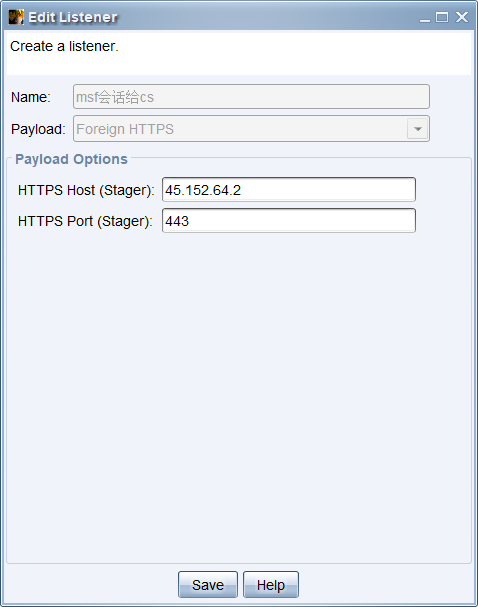 Edit Listener
Create a listener.
Name: msf会话给cs
Payload: Foreign HTTPS
Payload Options
HTTPS Host (Stager): 45.152.64.2
HTTPS Port (Stager): 443
Save Help